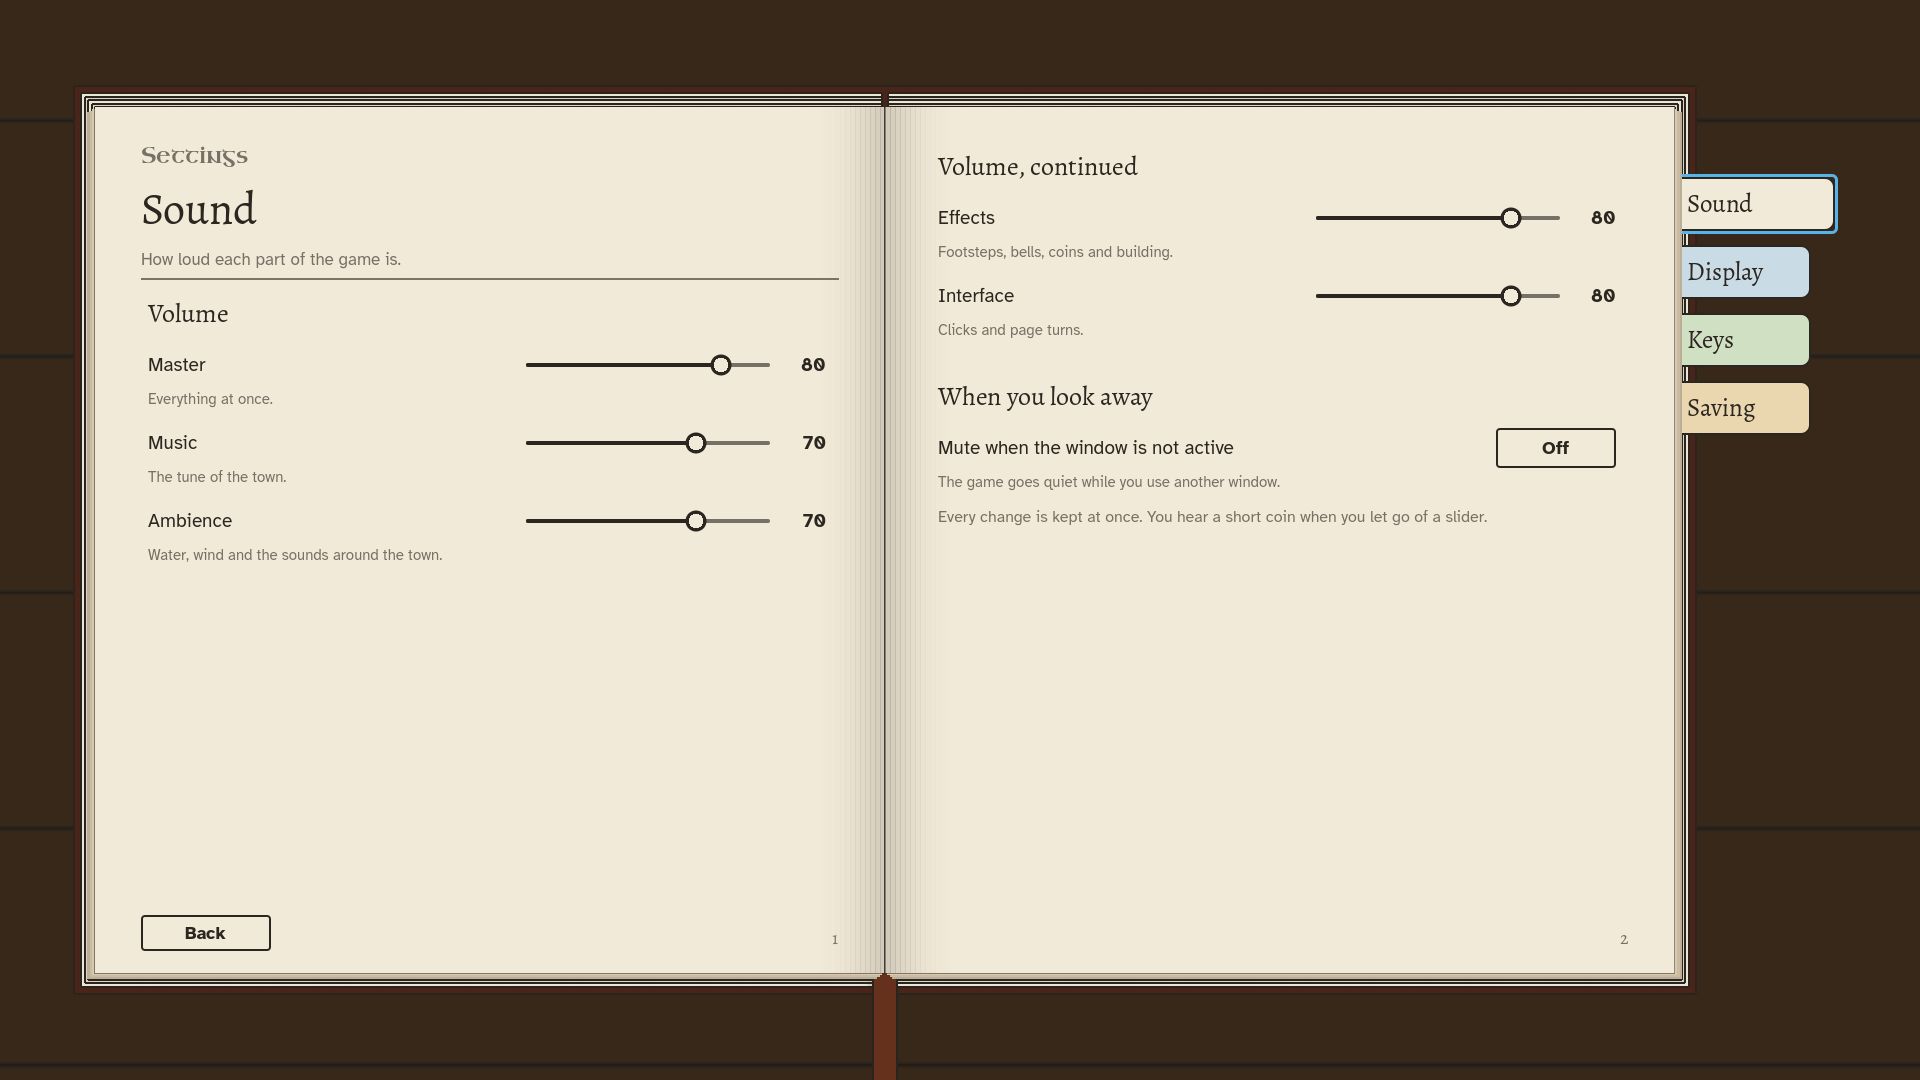 Settings
Sound
How loud each part of the game is.
Volume
Master 80
Everything at once.
Music 70
The tune of the town.
Ambience 70
Water, wind and the sounds around the town.
Back
1
Volume, continued
Effects 80
Footsteps, bells, coins and building.
Interface 80
Clicks and page turns.
When you look away
Mute when the window is not active Off
The game goes quiet while you use another window.
Every change is kept at once. You hear a short coin when you let go of a slider.
2
Sound
Display
Keys
Saving